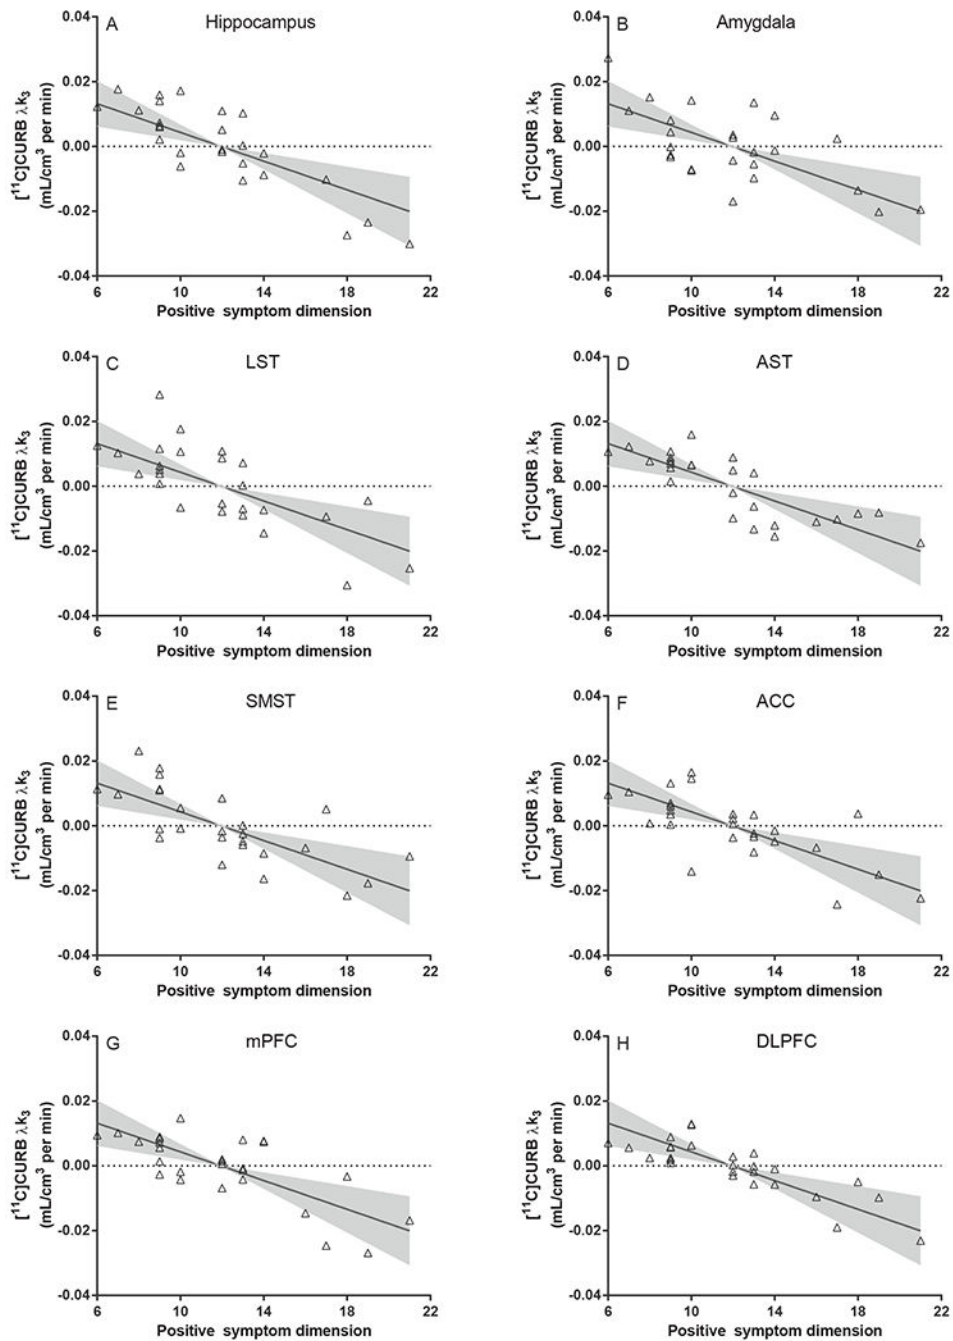 A Hippocampus
[¹¹C]CURB λk₃
(mL/cm³ per min)
0.04
0.02
0.00
-0.02
-0.04
6 10 14 18 22
Positive symptom dimension
B Amygdala
[¹¹C]CURB λk₃
(mL/cm³ per min)
0.04
0.02
0.00
-0.02
-0.04
6 10 14 18 22
Positive symptom dimension
C LST
[¹¹C]CURB λk₃
(mL/cm³ per min)
0.04
0.02
0.00
-0.02
-0.04
6 10 14 18 22
Positive symptom dimension
D AST
[¹¹C]CURB λk₃
(mL/cm³ per min)
0.04
0.02
0.00
-0.02
-0.04
6 10 14 18 22
Positive symptom dimension
E SMST
[¹¹C]CURB λk₃
(mL/cm³ per min)
0.04
0.02
0.00
-0.02
-0.04
6 10 14 18 22
Positive symptom dimension
F ACC
[¹¹C]CURB λk₃
(mL/cm³ per min)
0.04
0.02
0.00
-0.02
-0.04
6 10 14 18 22
Positive symptom dimension
G mPFC
[¹¹C]CURB λk₃
(mL/cm³ per min)
0.04
0.02
0.00
-0.02
-0.04
6 10 14 18 22
Positive symptom dimension
H DLPFC
[¹¹C]CURB λk₃
(mL/cm³ per min)
0.04
0.02
0.00
-0.02
-0.04
6 10 14 18 22
Positive symptom dimension